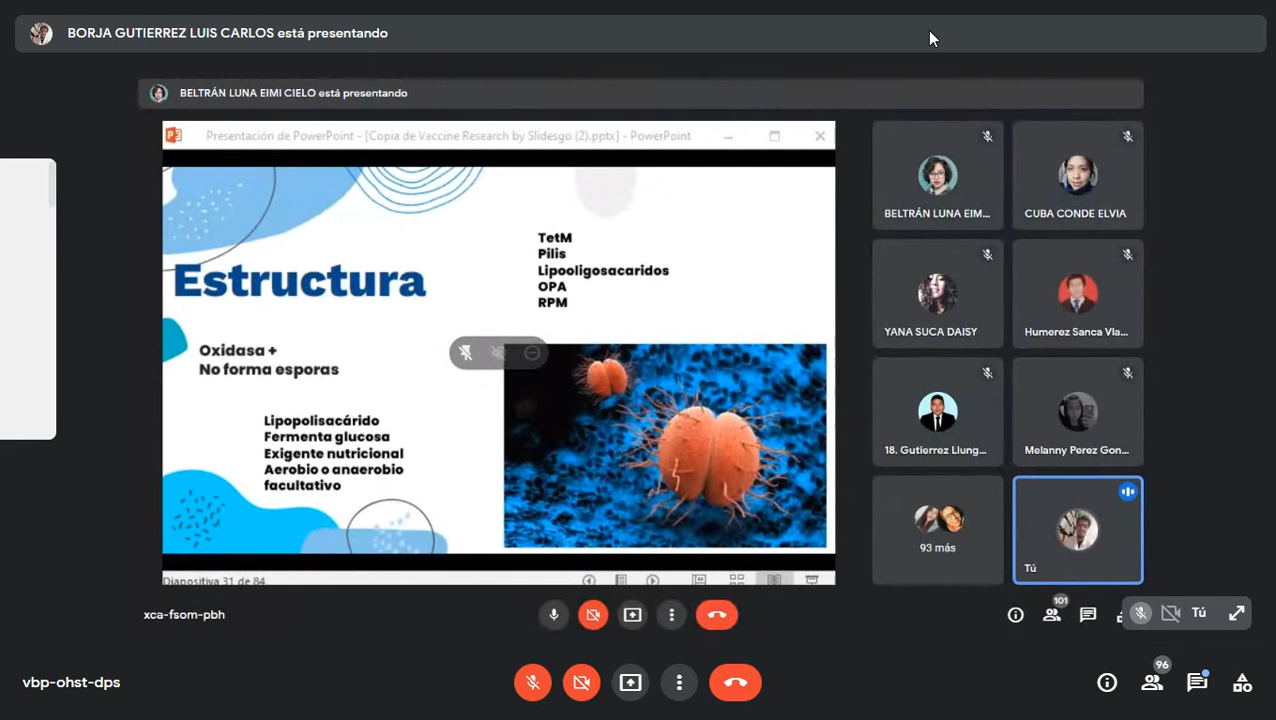 BORJA GUTIERREZ LUIS CARLOS está presentando
BELTRÁN LUNA EIMI CIELO está presentando
Presentación de PowerPoint - [Copia de Vaccine Research by Slidesgo (2).pptx] - PowerPoint
Estructura
TetM
Pilis
Lipooligosacaridos
OPA
RPM
Oxidasa +
No forma esporas
Lipopolisacárido
Fermenta glucosa
Exigente nutricional
Aerobio o anaerobio
facultativo
Diapositiva 31 de 84
BELTRÁN LUNA EIM...
CUBA CONDE ELVIA
YANA SUCA DAISY
Humerez Sanca Vla...
18. Gutierrez Llung...
Melanny Perez Gon...
93 más
Tú
xca-fsom-pbh
101
Tú
vbp-ohst-dps
96